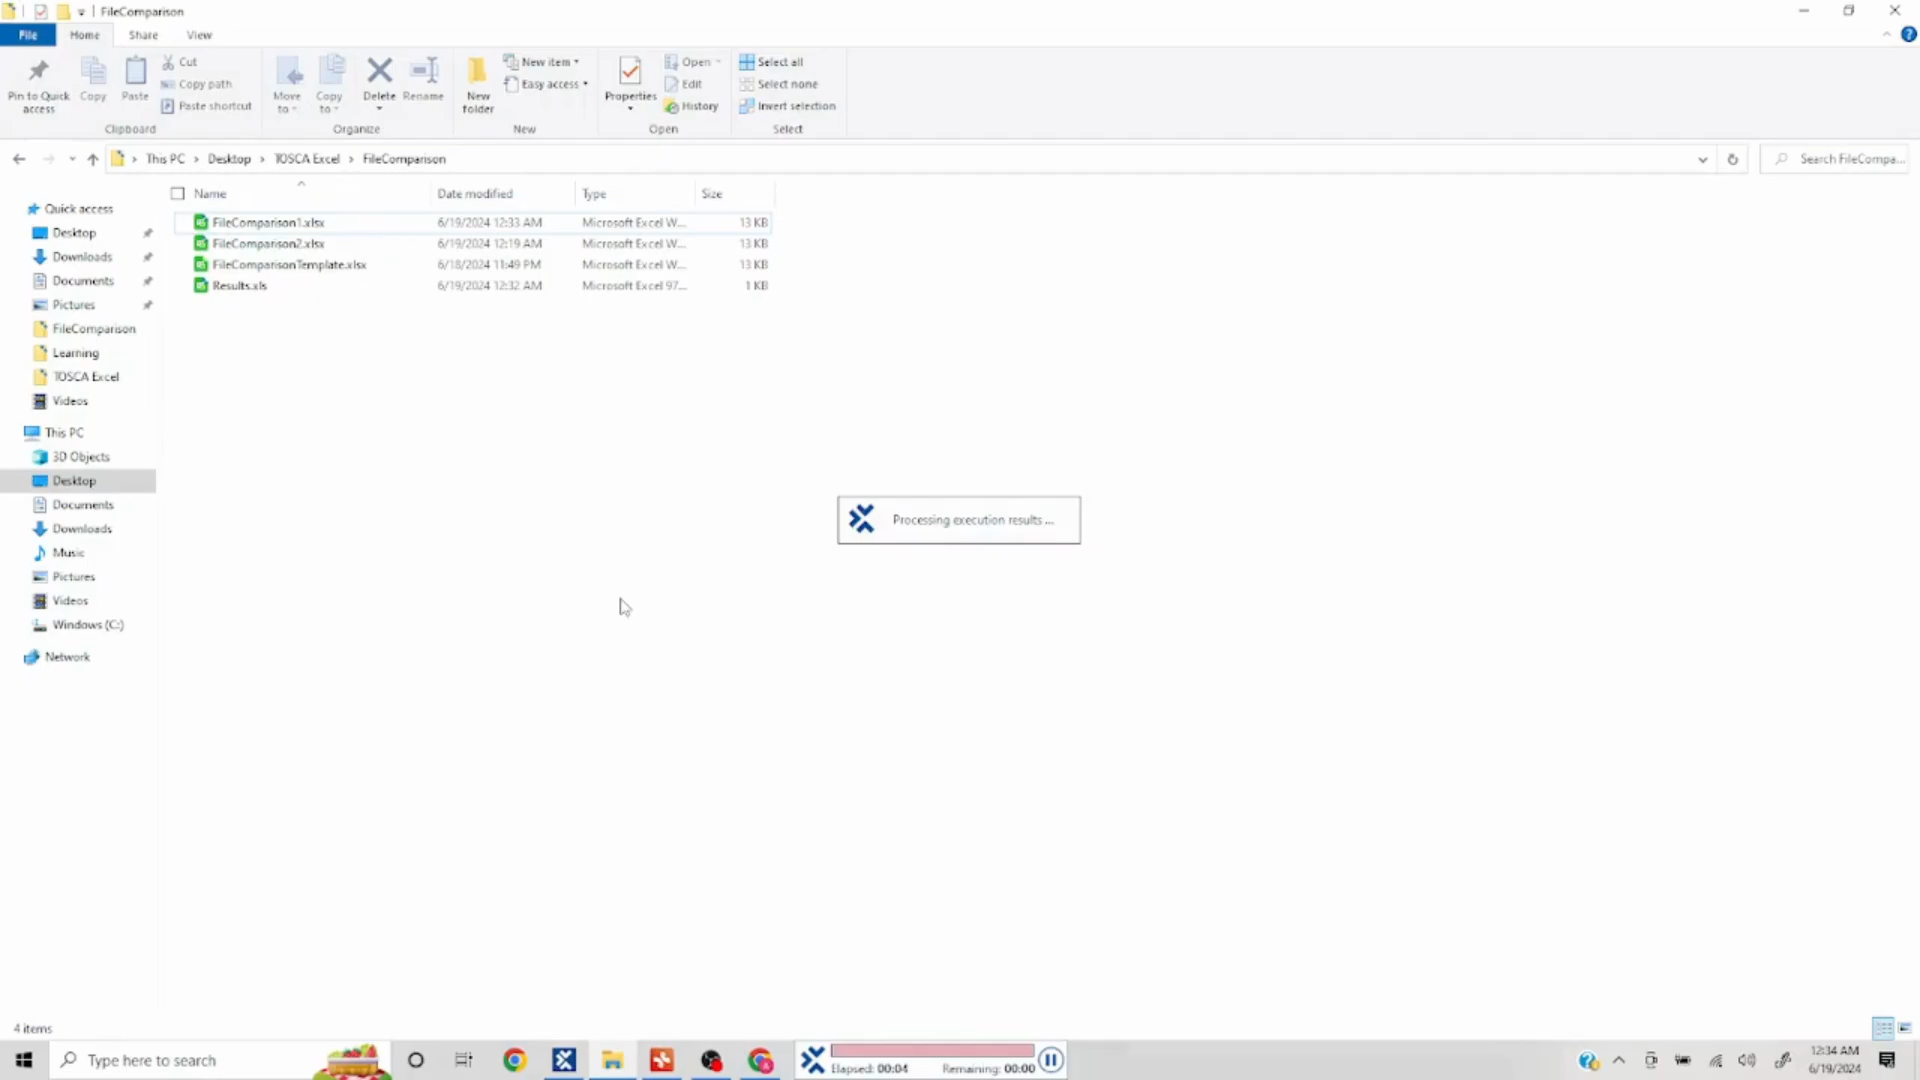 FileComparison
File Home Share View
Pin to Quick access
Copy
Paste
Cut
Copy path
Paste shortcut
Clipboard
Move to
Copy to
Delete
Rename
Organize
New folder
New item
Easy access
New
Properties
Open
Edit
History
Open
Select all
Select none
Invert selection
Select
This PC > Desktop > TOSCA Excel > FileComparison
Search FileCompa...
Name Date modified Type Size
FileComparison1.xlsx 6/19/2024 12:33 AM Microsoft Excel W... 13 KB
FileComparison2.xlsx 6/19/2024 12:19 AM Microsoft Excel W... 13 KB
FileComparisonTemplate.xlsx 6/18/2024 11:49 PM Microsoft Excel W... 13 KB
Results.xls 6/19/2024 12:32 AM Microsoft Excel 97... 1 KB
Quick access
Desktop
Downloads
Documents
Pictures
FileComparison
Learning
TOSCA Excel
Videos
This PC
3D Objects
Desktop
Documents
Downloads
Music
Pictures
Videos
Windows (C:)
Network
Processing execution results ...
4 items
Type here to search
Elapsed: 00:04 Remaining: 00:00
12:34 AM
6/19/2024